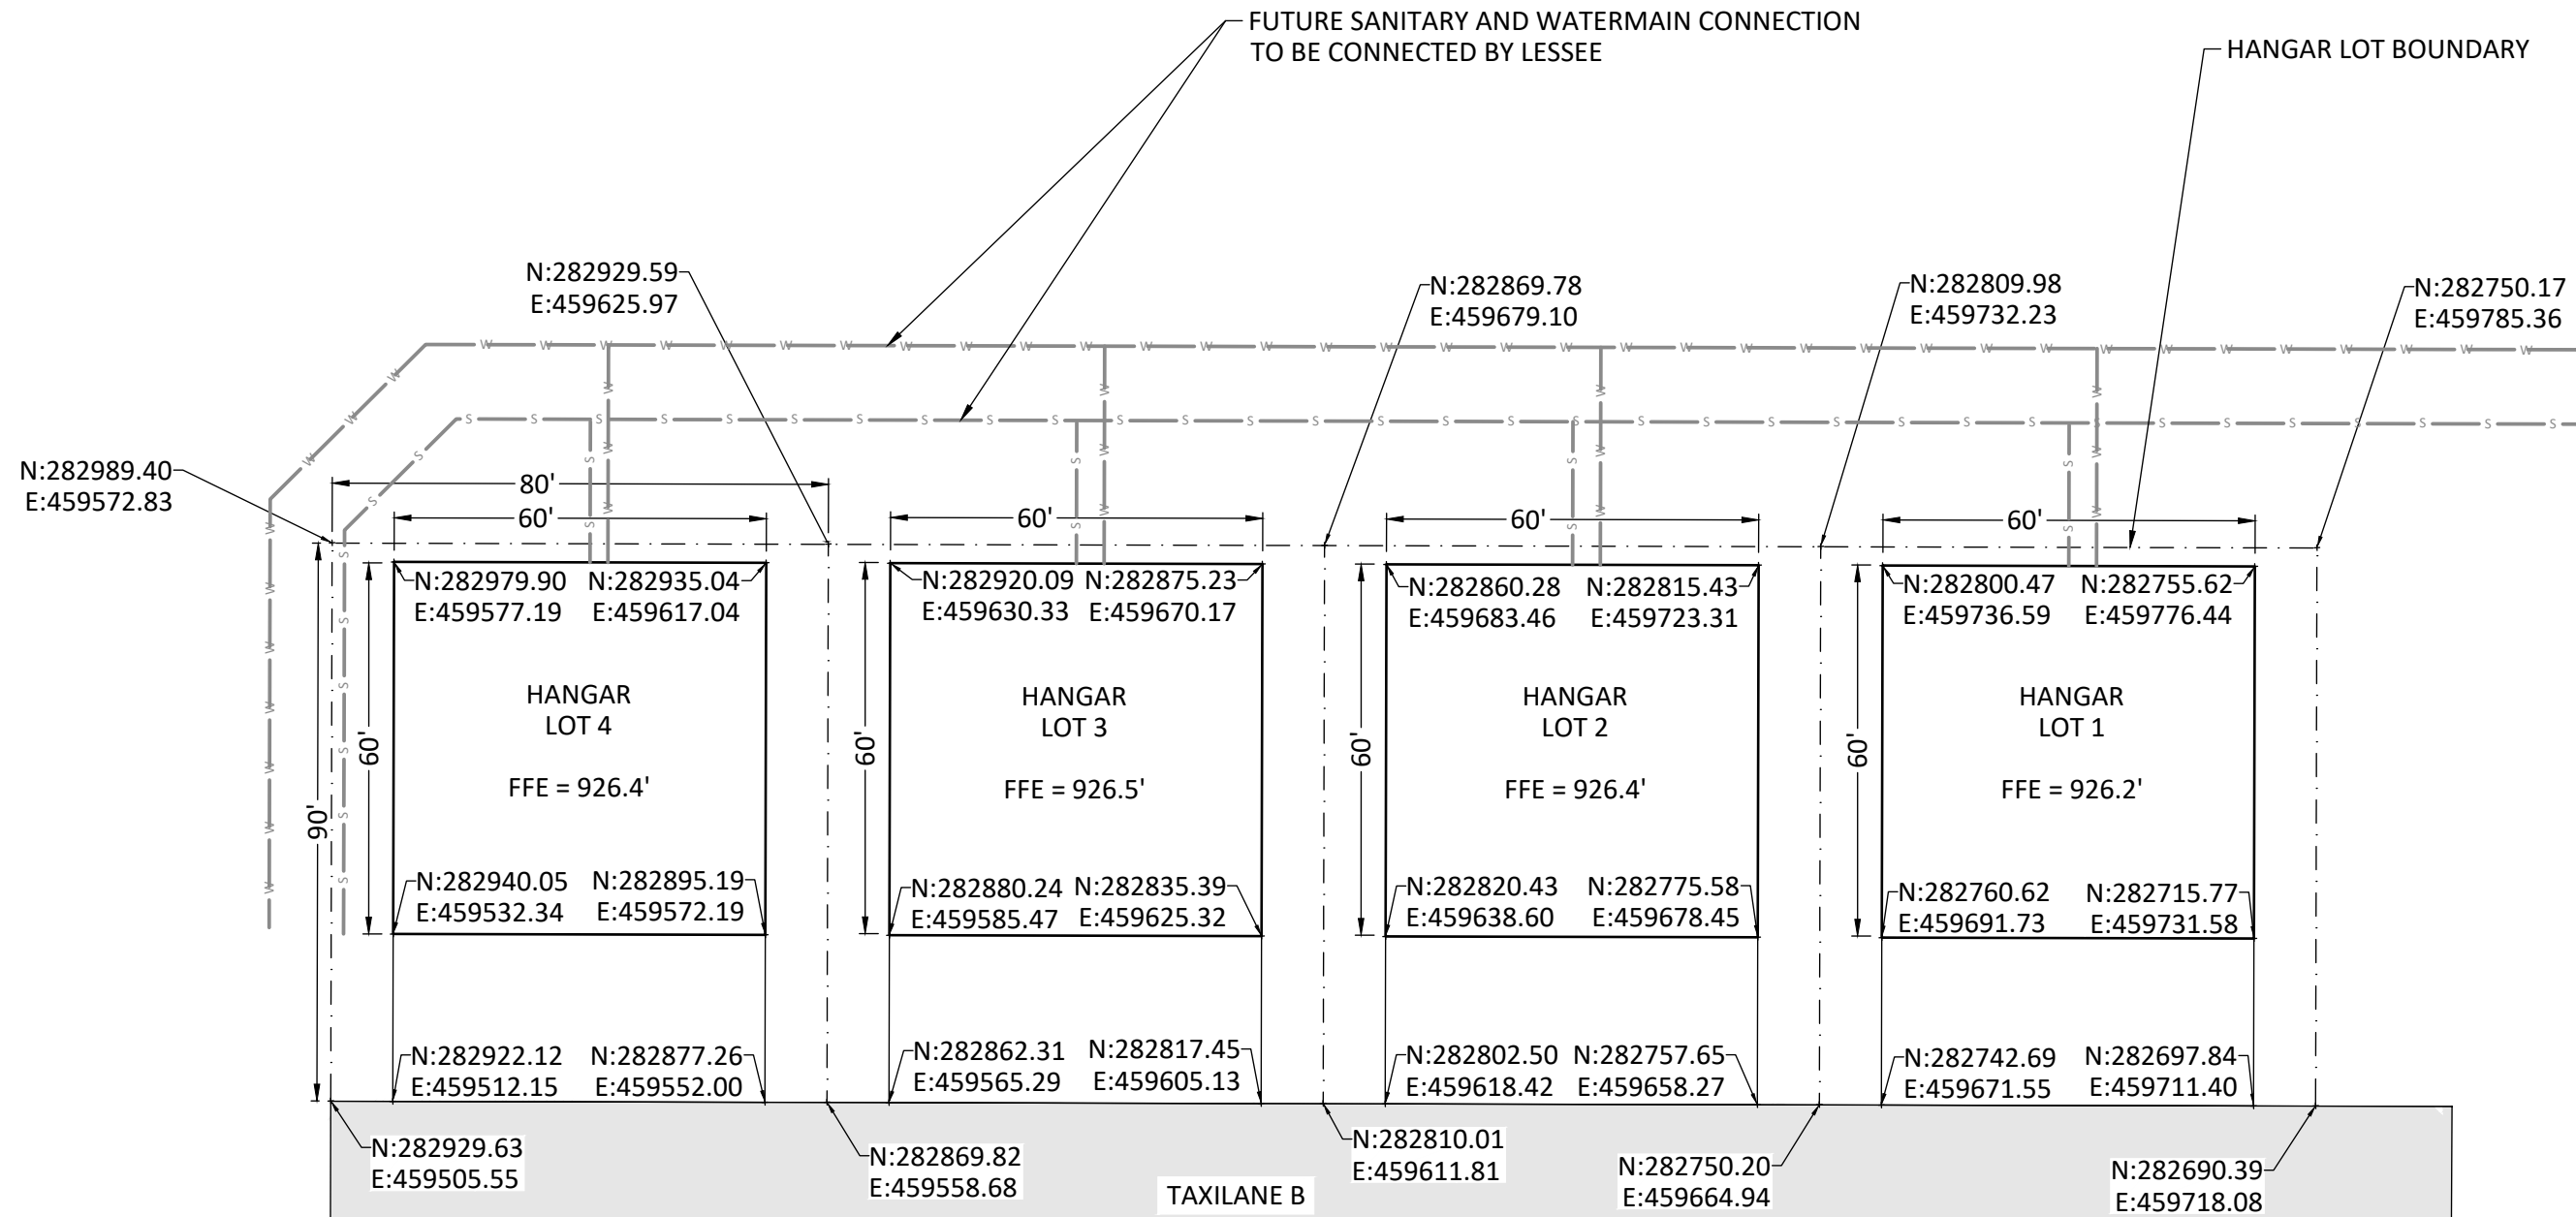 FUTURE SANITARY AND WATERMAIN CONNECTION
TO BE CONNECTED BY LESSEE
HANGAR LOT BOUNDARY
N:282929.59
E:459625.97
N:282869.78
E:459679.10
N:282809.98
E:459732.23
N:282750.17
E:459785.36
N:282989.40
E:459572.83
80'
60'
60'
60'
60'
90'
N:282979.90 N:282935.04
E:459577.19 E:459617.04
60'
HANGAR
LOT 4
FFE = 926.4'
N:282940.05 N:282895.19
E:459532.34 E:459572.19
N:282922.12 N:282877.26
E:459512.15 E:459552.00
N:282920.09 N:282875.23
E:459630.33 E:459670.17
60'
HANGAR
LOT 3
FFE = 926.5'
N:282880.24 N:282835.39
E:459585.47 E:459625.32
N:282862.31 N:282817.45
E:459565.29 E:459605.13
N:282860.28 N:282815.43
E:459683.46 E:459723.31
60'
HANGAR
LOT 2
FFE = 926.4'
N:282820.43 N:282775.58
E:459638.60 E:459678.45
N:282802.50 N:282757.65
E:459618.42 E:459658.27
N:282800.47 N:282755.62
E:459736.59 E:459776.44
60'
HANGAR
LOT 1
FFE = 926.2'
N:282760.62 N:282715.77
E:459691.73 E:459731.58
N:282742.69 N:282697.84
E:459671.55 E:459711.40
N:282929.63
E:459505.55
N:282869.82
E:459558.68
N:282810.01
E:459611.81
N:282750.20
E:459664.94
N:282690.39
E:459718.08
TAXILANE B